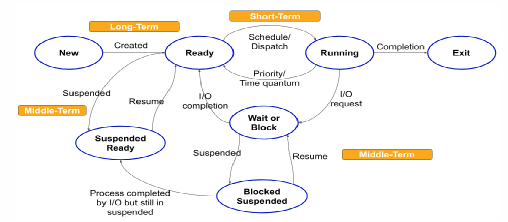 Long-Term
Short-Term
New
Created
Ready
Schedule/
Dispatch
Running
Completion
Exit
Priority/
Time quantum
Suspended
Resume
I/O
completion
I/O
request
Middle-Term
Wait or
Block
Suspended
Ready
Suspended
Resume
Middle-Term
Process completed
by I/O but still in
suspended
Blocked
Suspended